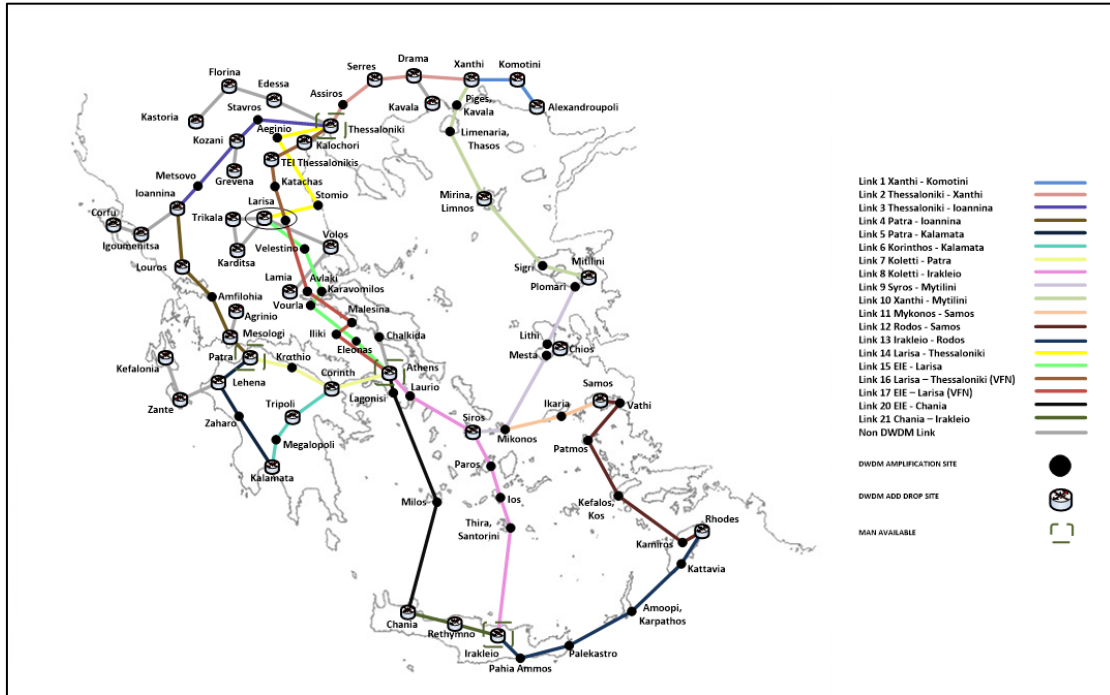 Drama
Xanthi
Komotini
Serres
Florina
Edessa
Assiros
Stavros
Piges,
Kavala
Kavala
Alexandroupoli
Kastoria
Aeginio
Thessaloniki
Limenaria,
Thasos
Kozani
Kalochori
TEI Thessalonikis
Metsovo
Grevena
Katachas
Ioannina
Larisa
Stomio
Mirina,
Limnos
Corfu
Trikala
Igoumenitsa
Volos
Karditsa
Velestino
Mitilini
Sigri
Louros
Lamia
Avlaki
Karavomilos
Plomari
Amfilohia
Vourla
Malesina
Agrinio
Iliki
Chalkida
Lithi
Mesologi
Eleonas
Mesta
Chios
Patra
Krathio
Athens
Kefalonia
Corinth
Laurio
Lehena
Lagonisi
Samos
Zante
Tripoli
Ikaria
Vathi
Siros
Zaharo
Megalopoli
Mikonos
Patmos
Kalamata
Paros
Milos
Ios
Kefalos,
Kos
Rhodes
Thira,
Santorini
Kamiros
Kattavia
Chania
Rethymno
Amoopi,
Karpathos
Irakleio
Palekastro
Pahia Ammos
Link 1 Xanthi - Komotini
Link 2 Thessaloniki - Xanthi
Link 3 Thessaloniki - Ioannina
Link 4 Patra - Ioannina
Link 5 Patra - Kalamata
Link 6 Korinthos - Kalamata
Link 7 Koletti - Patra
Link 8 Koletti - Irakleio
Link 9 Syros - Mytilini
Link 10 Xanthi - Mytilini
Link 11 Mykonos - Samos
Link 12 Rodos - Samos
Link 13 Irakleio - Rodos
Link 14 Larisa - Thessaloniki
Link 15 EIE - Larisa
Link 16 Larisa – Thessaloniki (VFN)
Link 17 EIE – Larisa (VFN)
Link 20 EIE - Chania
Link 21 Chania – Irakleio
Non DWDM Link
DWDM AMPLIFICATION SITE
DWDM ADD DROP SITE
MAN AVAILABLE